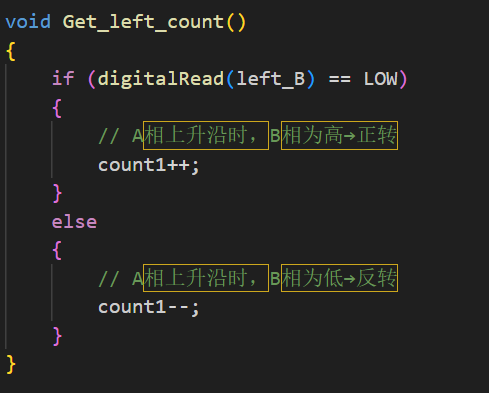 void Get_left_count()
{
    if (digitalRead(left_B) == LOW)
    {
        // A相上升沿时，B相为高→正转
        count1++;
    }
    else
    {
        // A相上升沿时，B相为低→反转
        count1--;
    }
}